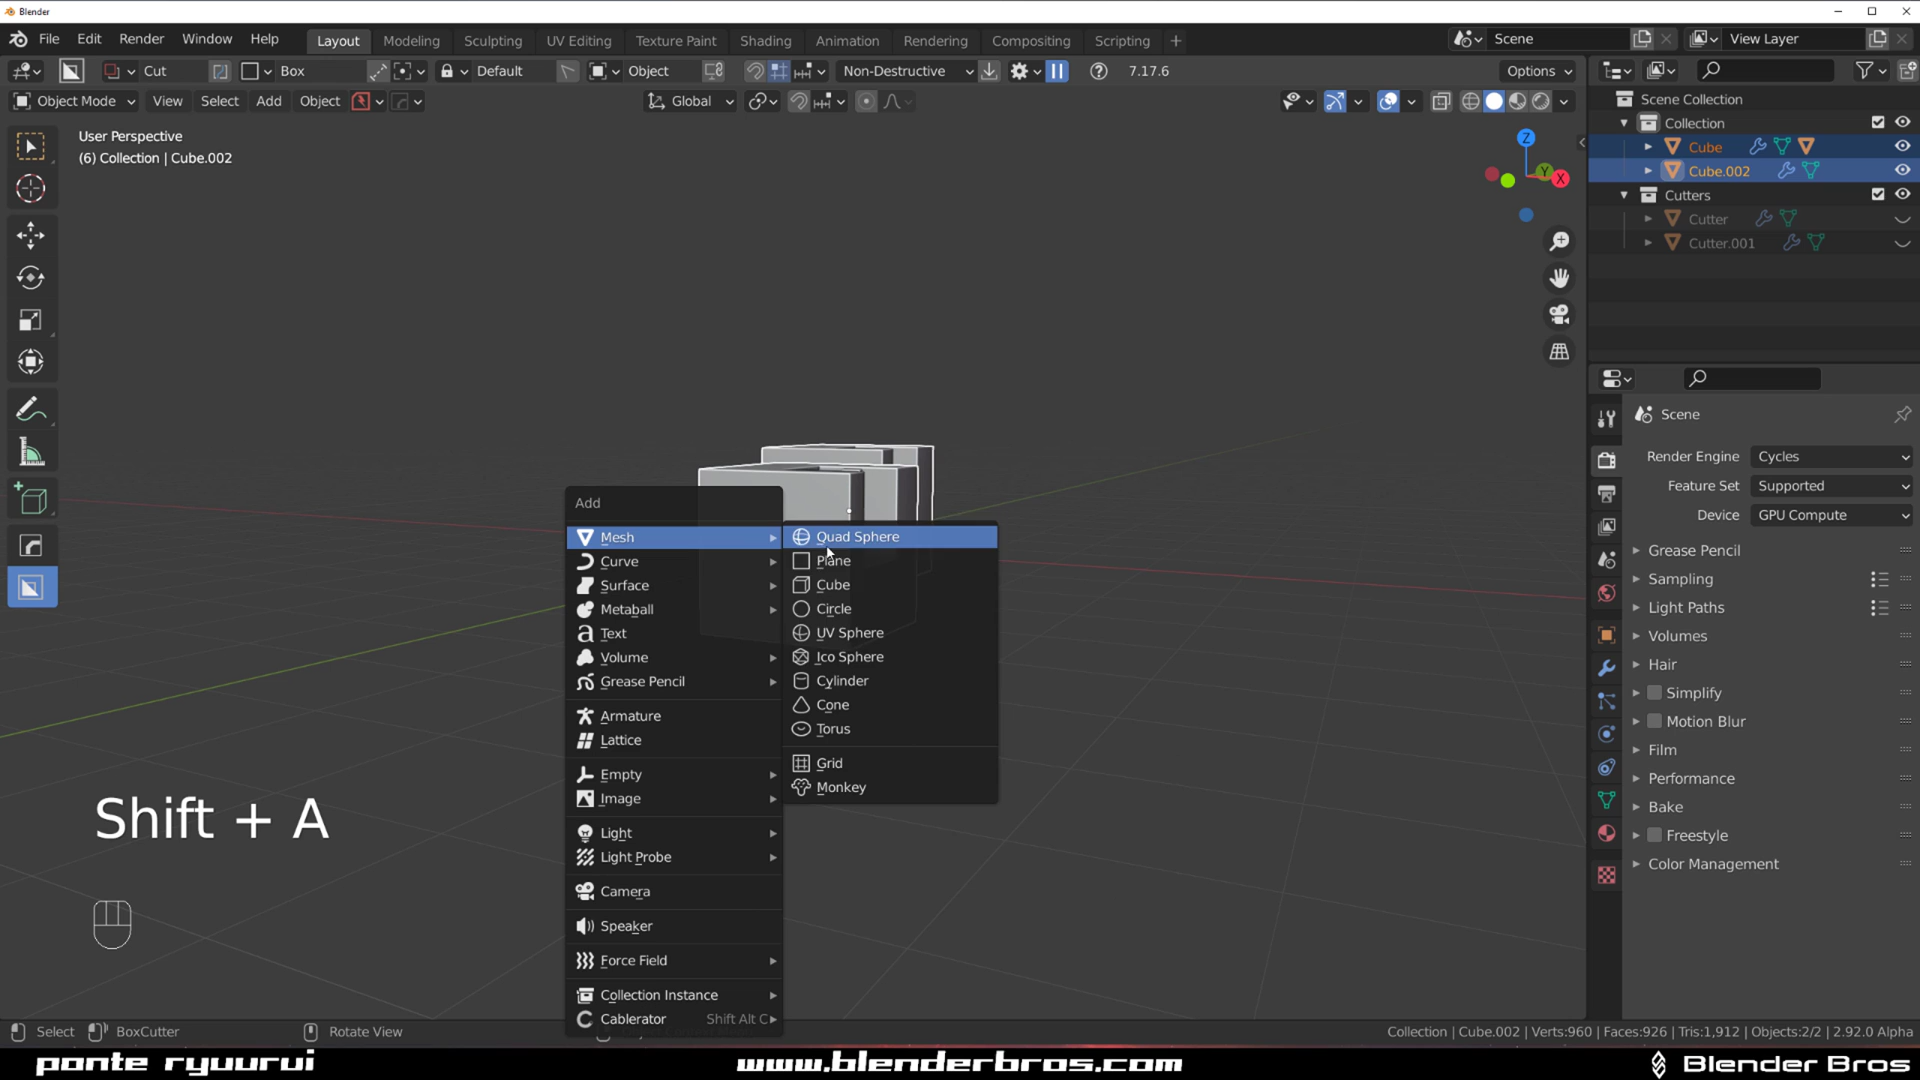 Blender
File Edit Render Window Help Layout Modeling Sculpting UV Editing Texture Paint Shading Animation Rendering Compositing Scripting + Scene View Layer
Cut Box Default Object Non-Destructive 7.17.6 Options
Object Mode View Select Add Object Global
User Perspective
(6) Collection | Cube.002
Z
Y
X
Scene Collection
Collection
Cube
Cube.002
Cutters
Cutter
Cutter.001
Scene
Render Engine Cycles
Feature Set Supported
Device GPU Compute
Grease Pencil
Sampling
Light Paths
Volumes
Hair
Simplify
Motion Blur
Film
Performance
Bake
Freestyle
Color Management
Add
Mesh
Curve
Surface
Metaball
Text
Volume
Grease Pencil
Armature
Lattice
Empty
Image
Light
Light Probe
Camera
Speaker
Force Field
Collection Instance
Cablerator Shift Alt C
Quad Sphere
Plane
Cube
Circle
UV Sphere
Ico Sphere
Cylinder
Cone
Torus
Grid
Monkey
Shift + A
Select BoxCutter Rotate View
Collection | Cube.002 | Verts:960 | Faces:926 | Tris:1,912 | Objects:2/2 | 2.92.0 Alpha
ponte ryuurui www.blenderbros.com Blender Bros